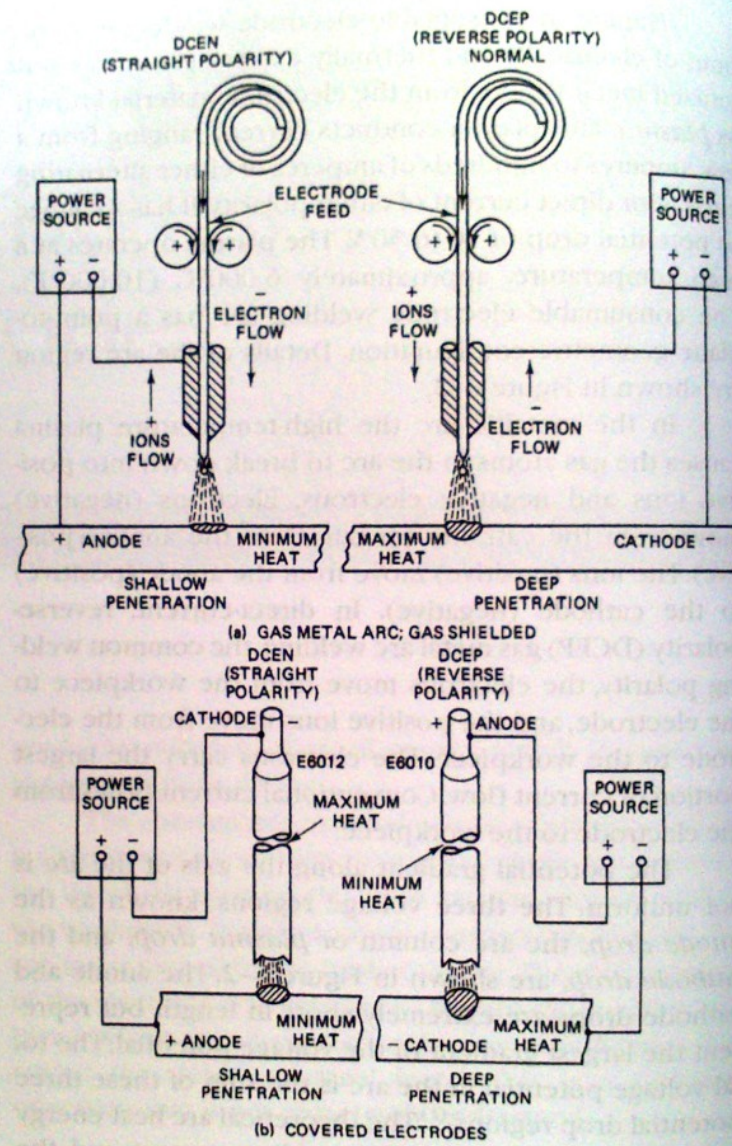 DCEN
(STRAIGHT POLARITY)
DCEP
(REVERSE POLARITY)
NORMAL
POWER
SOURCE
+ -
ELECTRODE
FEED
- -
+ +
POWER
SOURCE
+ -
-
ELECTRON
FLOW
+
IONS
FLOW
+
IONS
FLOW
-
ELECTRON
FLOW
+ ANODE
MINIMUM
HEAT
MAXIMUM
HEAT
CATHODE -
SHALLOW
PENETRATION
DEEP
PENETRATION
(a) GAS METAL ARC; GAS SHIELDED
DCEN
(STRAIGHT
POLARITY)
DCEP
(REVERSE
POLARITY)
CATHODE -
+ ANODE
E6012
E6010
POWER
SOURCE
+ -
MAXIMUM
HEAT
MINIMUM
HEAT
POWER
SOURCE
+ -
+ ANODE
MINIMUM
HEAT
- CATHODE
MAXIMUM
HEAT
SHALLOW
PENETRATION
DEEP
PENETRATION
(b) COVERED ELECTRODES